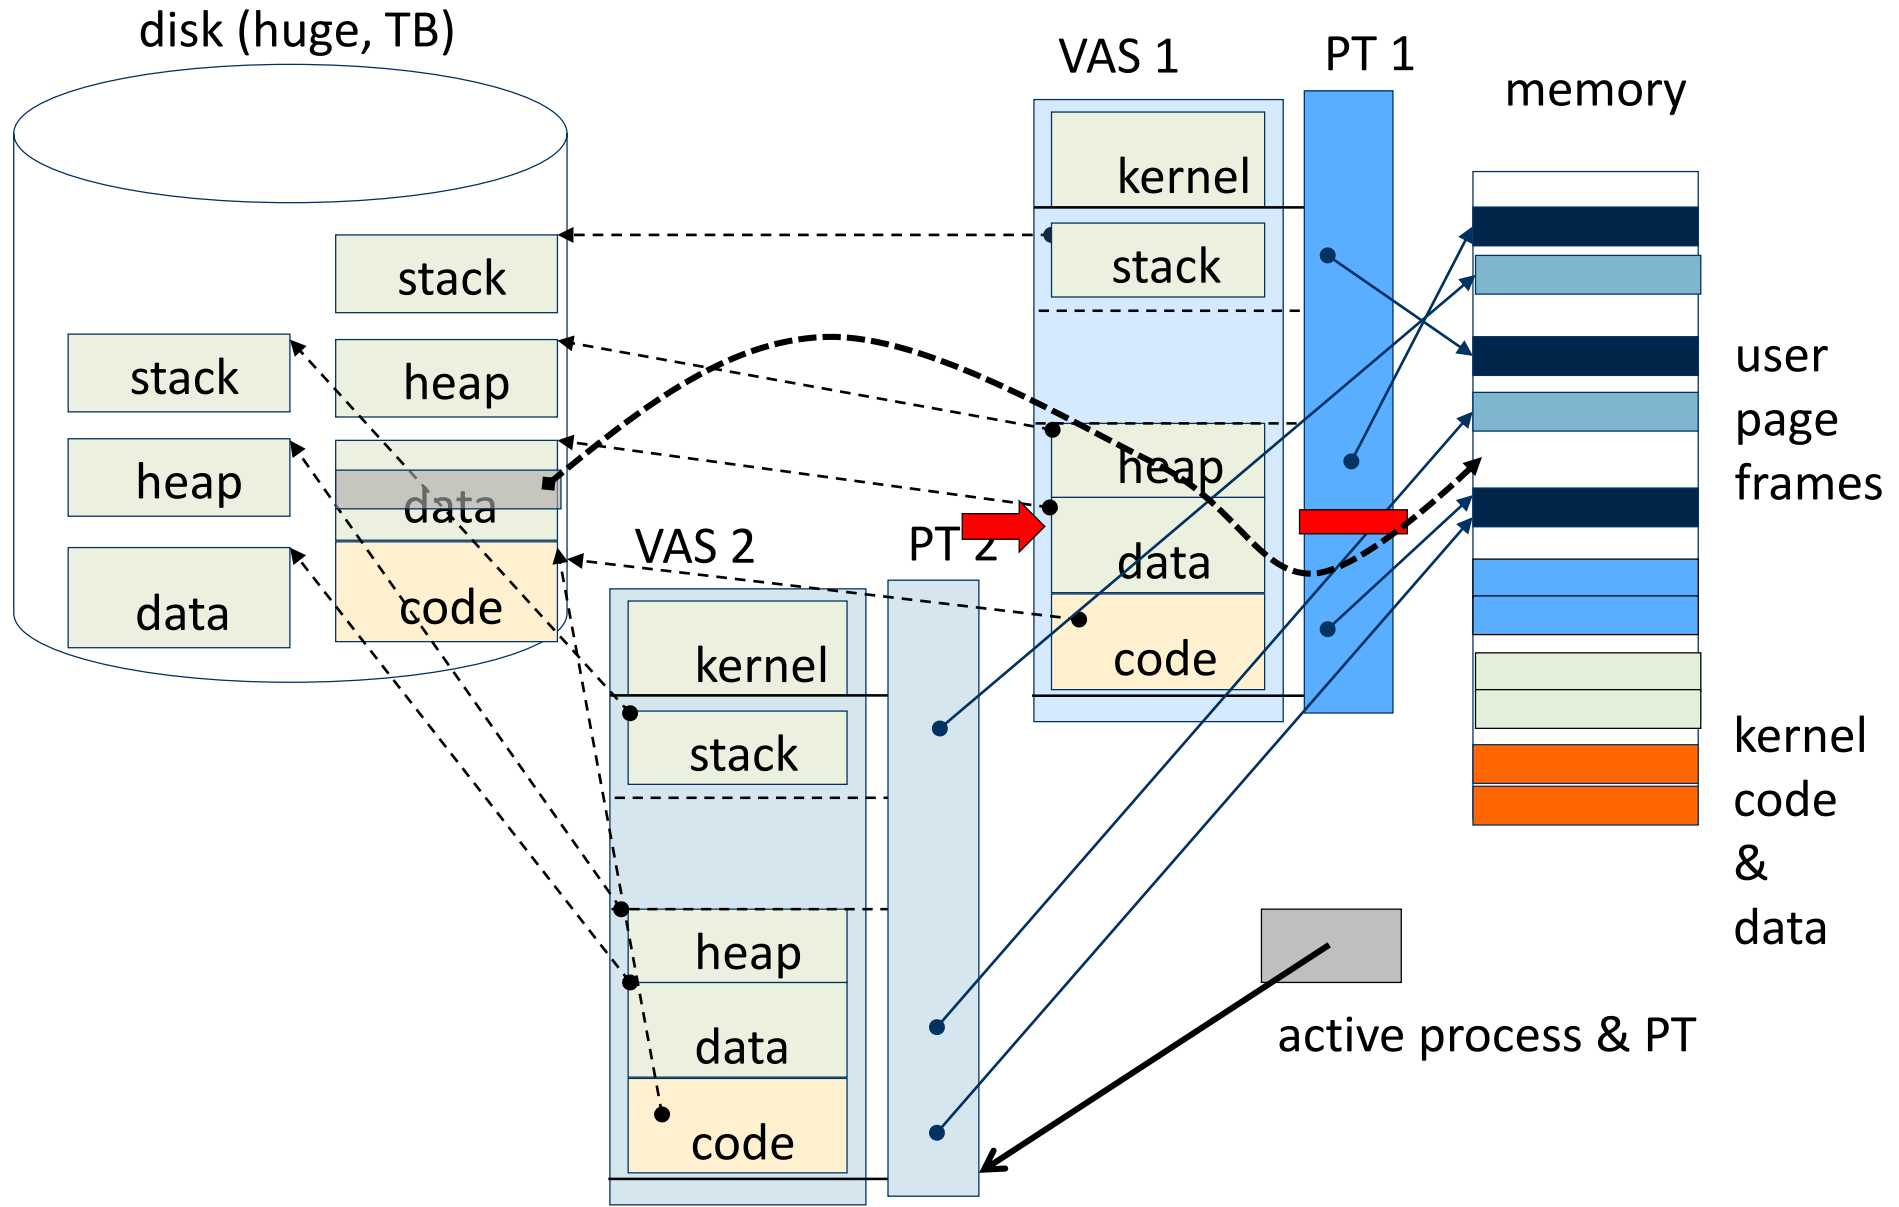 disk (huge, TB)
VAS 1
PT 1
memory
kernel
stack
stack
heap
data
code
stack
heap
data
heap
data
code
user
page
frames
VAS 2
PT 2
kernel
stack
heap
data
code
kernel
code
&
data
active process & PT